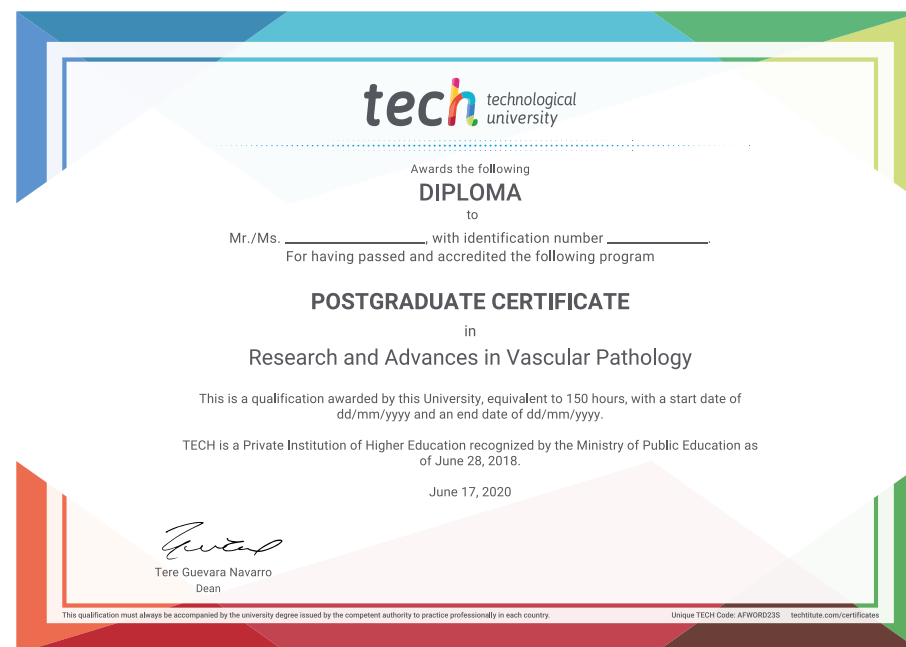 tech technological
university
Awards the following
DIPLOMA
to
Mr./Ms. ____________________, with identification number ______________.
For having passed and accredited the following program
POSTGRADUATE CERTIFICATE
in
Research and Advances in Vascular Pathology
This is a qualification awarded by this University, equivalent to 150 hours, with a start date of
dd/mm/yyyy and an end date of dd/mm/yyyy.
TECH is a Private Institution of Higher Education recognized by the Ministry of Public Education as
of June 28, 2018.
June 17, 2020
Tere Guevara Navarro
Dean
This qualification must always be accompanied by the university degree issued by the competent authority to practice professionally in each country.
Unique TECH Code: AFWORD23S techtitute.com/certificates